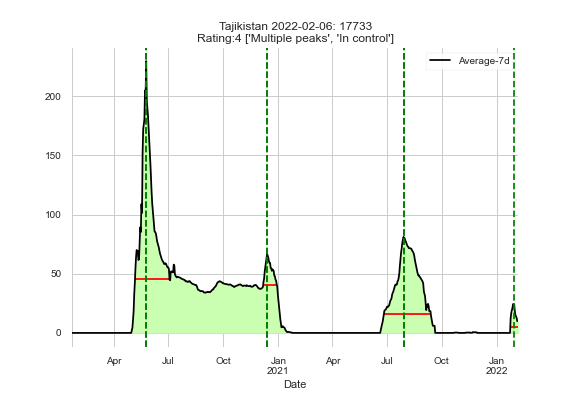 Tajikistan 2022-02-06: 17733
Rating:4 ['Multiple peaks', 'In control']
Average-7d
200
150
100
50
0
Apr Jul Oct Jan Apr Jul Oct Jan
2021 2022
Date